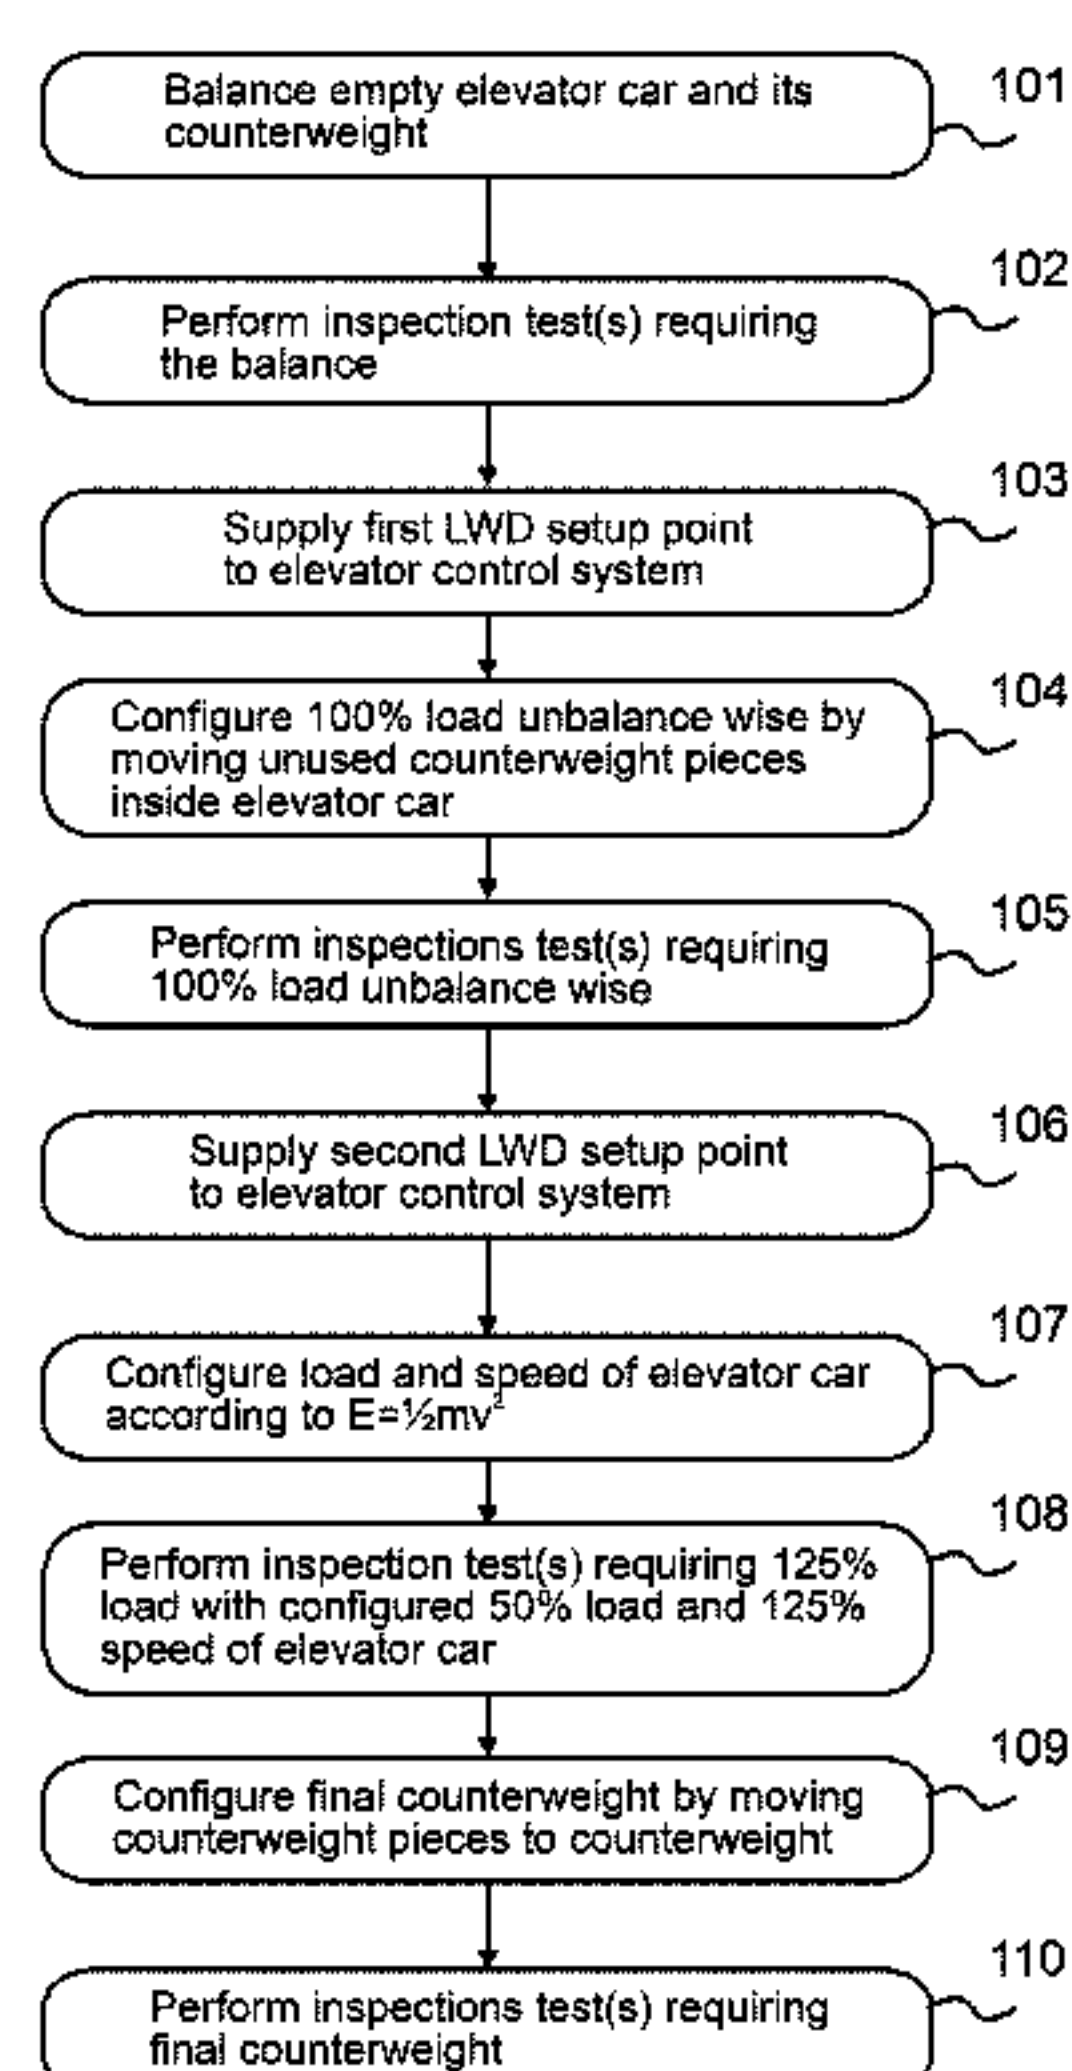 Balance empty elevator car and its
counterweight
101
Perform inspection test(s) requiring
the balance
102
Supply first LWD setup point
to elevator control system
103
Configure 100% load unbalance wise by
moving unused counterweight pieces
inside elevator car
104
Perform inspections test(s) requiring
100% load unbalance wise
105
Supply second LWD setup point
to elevator control system
106
Configure load and speed of elevator car
according to E=½mv²
107
Perform inspection test(s) requiring 125%
load with configured 50% load and 125%
speed of elevator car
108
Configure final counterweight by moving
counterweight pieces to counterweight
109
Perform inspections test(s) requiring
final counterweight
110